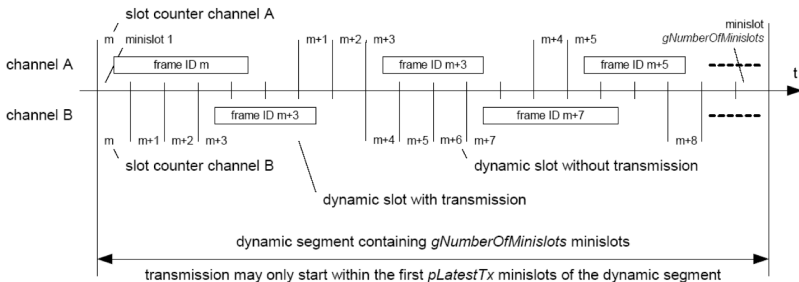 slot counter channel A
minislot
gNumberOfMinislots
m minislot 1 m+1 m+2 m+3 m+4 m+5
channel A frame ID m frame ID m+3 frame ID m+5
t
channel B frame ID m+3 frame ID m+7
m m+1 m+2 m+3 m+4 m+5 m+6 m+7 m+8
slot counter channel B dynamic slot without transmission
dynamic slot with transmission
dynamic segment containing gNumberOfMinislots minislots
transmission may only start within the first pLatestTx minislots of the dynamic segment